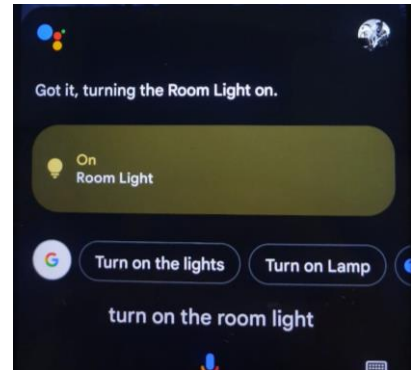 Got it, turning the Room Light on.
On
Room Light
Turn on the lights
Turn on Lamp
turn on the room light